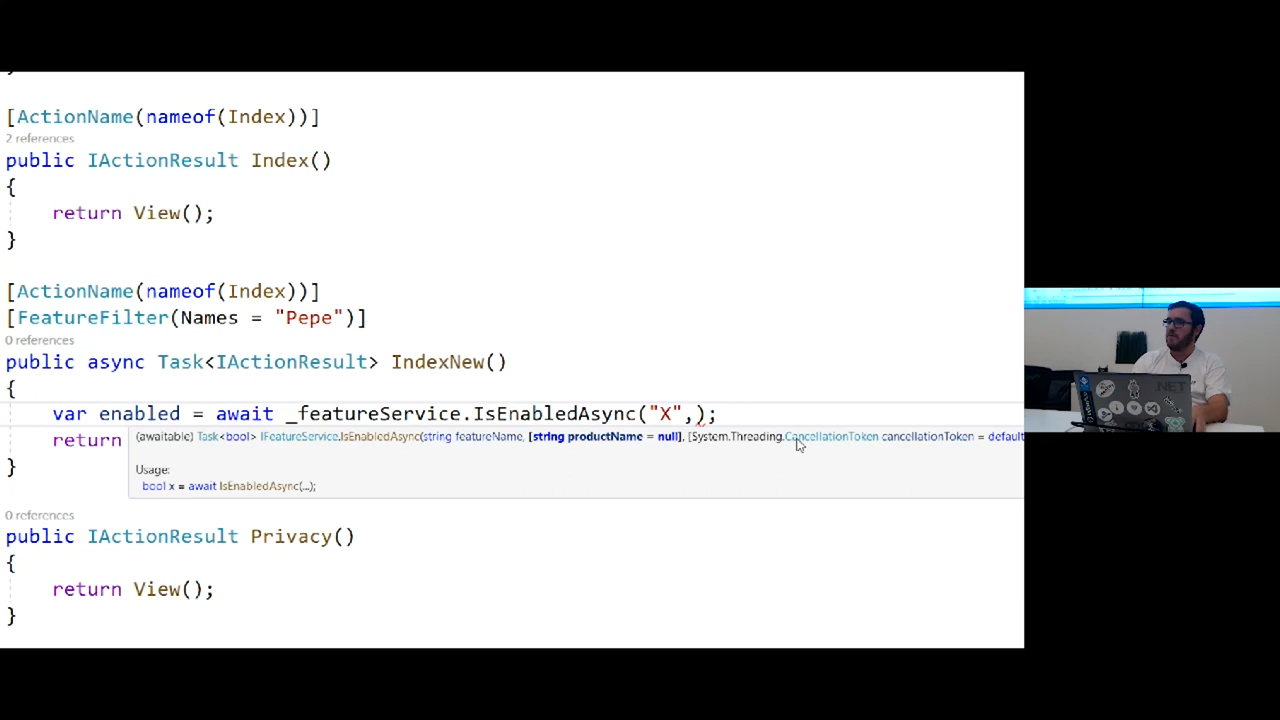 [ActionName(nameof(Index))]
2 references
public IActionResult Index()
{
return View();
}
[ActionName(nameof(Index))]
[FeatureFilter(Names = "Pepe")]
0 references
public async Task<IActionResult> IndexNew()
{
var enabled = await _featureService.IsEnabledAsync("X",);
return
(awaitable) Task<bool> IFeatureService.IsEnabledAsync(string featureName, [string productName = null], [System.Threading.CancellationToken cancellationToken = default
Usage:
bool x = await IsEnabledAsync(...);
}
0 references
public IActionResult Privacy()
{
return View();
}
.NET